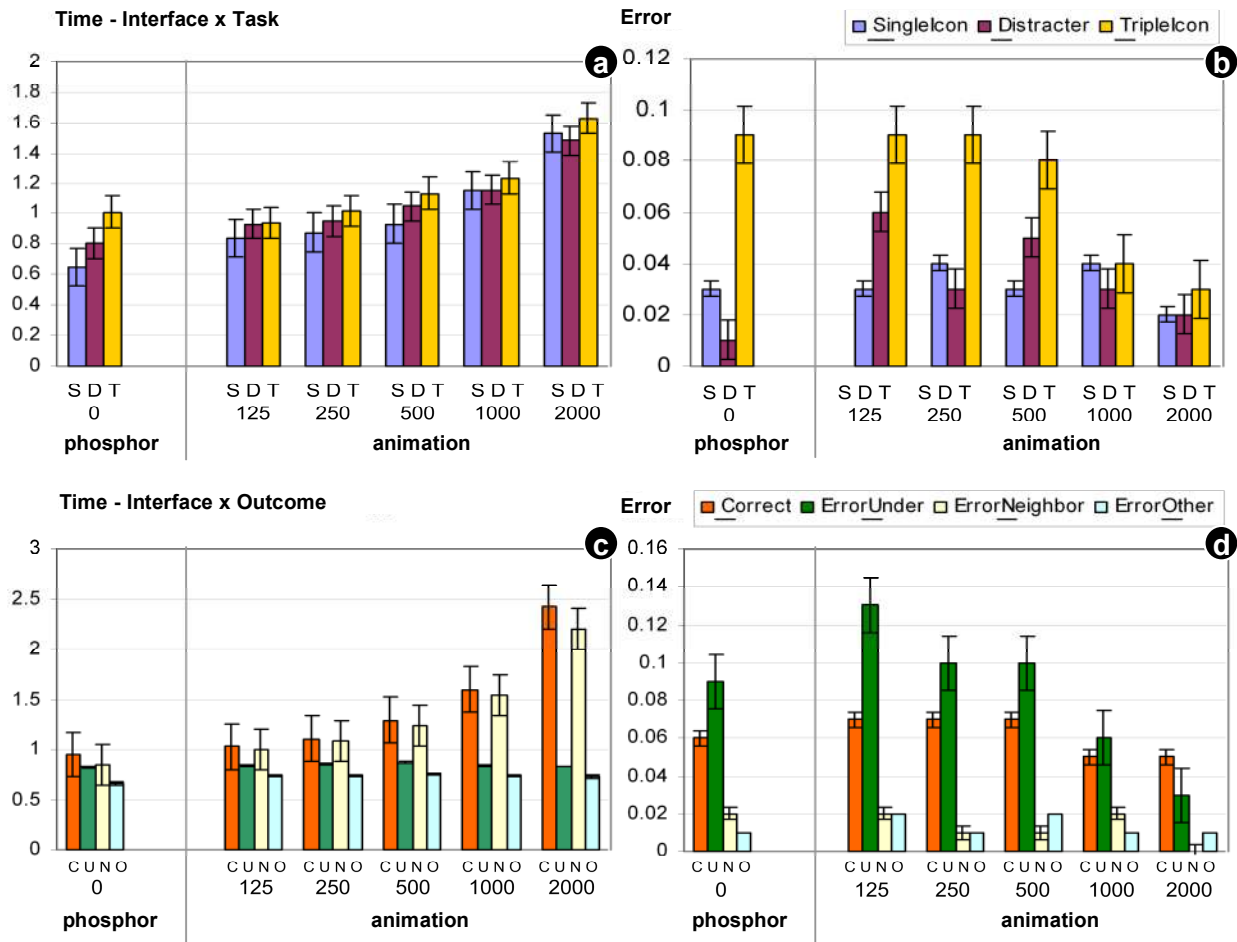 Time - Interface x Task
a
2
1.8
1.6
1.4
1.2
1
0.8
0.6
0.4
0.2
0
S D T S D T S D T S D T S D T S D T
0 125 250 500 1000 2000
phosphor animation
Error
SingleIcon Distracter TripleIcon
b
0.12
0.1
0.08
0.06
0.04
0.02
0
S D T S D T S D T S D T S D T S D T
0 125 250 500 1000 2000
phosphor animation
Time - Interface x Outcome
c
3
2.5
2
1.5
1
0.5
0
C U N O C U N O C U N O C U N O C U N O C U N O
0 125 250 500 1000 2000
phosphor animation
Error
Correct ErrorUnder ErrorNeighbor ErrorOther
d
0.16
0.14
0.12
0.1
0.08
0.06
0.04
0.02
0
C U N O C U N O C U N O C U N O C U N O C U N O
0 125 250 500 1000 2000
phosphor animation